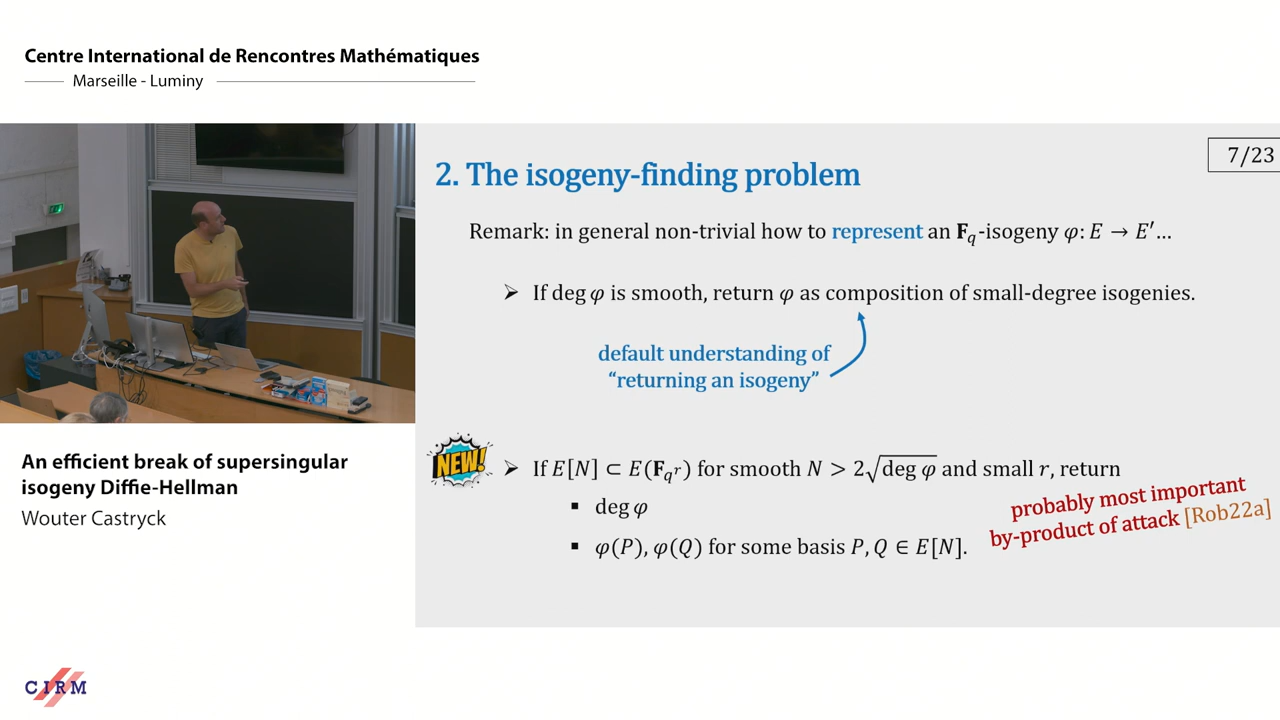 Centre International de Rencontres Mathématiques
Marseille - Luminy
7/23
2. The isogeny-finding problem
Remark: in general non-trivial how to represent an F_q-isogeny φ: E → E′…
➢ If deg φ is smooth, return φ as composition of small-degree isogenies.
default understanding of
“returning an isogeny”
NEW!
➢ If E[N] ⊂ E(F_{q^r}) for smooth N > 2√(deg φ) and small r, return
▪ deg φ
▪ φ(P), φ(Q) for some basis P, Q ∈ E[N].
probably most important
by-product of attack [Rob22a]
An efficient break of supersingular
isogeny Diffie-Hellman
Wouter Castryck
CIRM